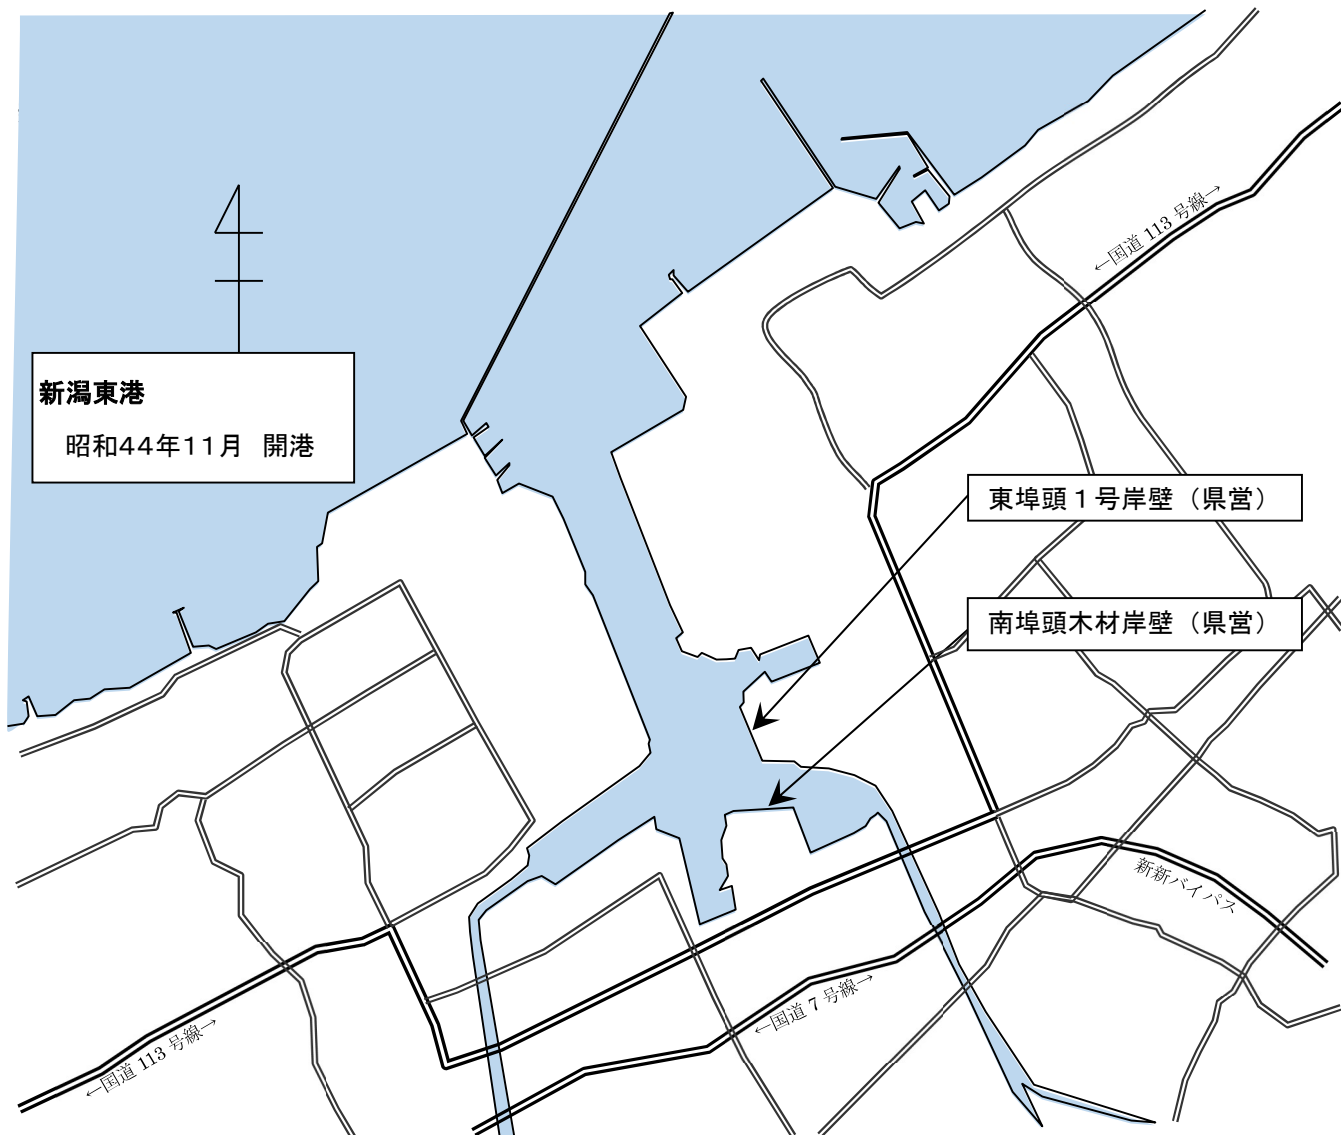 ←国道 113 号線→
新潟東港
昭和44年11月　開港
東埠頭１号岸壁（県営）
南埠頭木材岸壁（県営）
新新バイパス
←国道 7 号線→
←国道 113 号線→